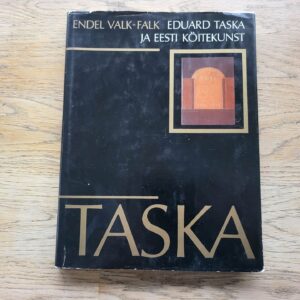 ENDEL VALK-FALK EDUARD TASKA
JA EESTI KÖITEKUNST
TASKA